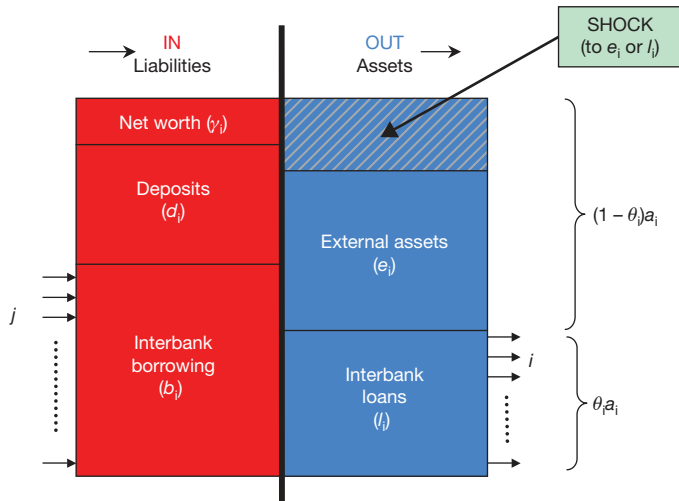 IN
Liabilities
OUT
Assets
SHOCK
(to eᵢ or lᵢ)
Net worth (γᵢ)
Deposits
(dᵢ)
Interbank
borrowing
(bᵢ)
External assets
(eᵢ)
Interbank
loans
(lᵢ)
j
i
(1 – θᵢ)aᵢ
θᵢaᵢ